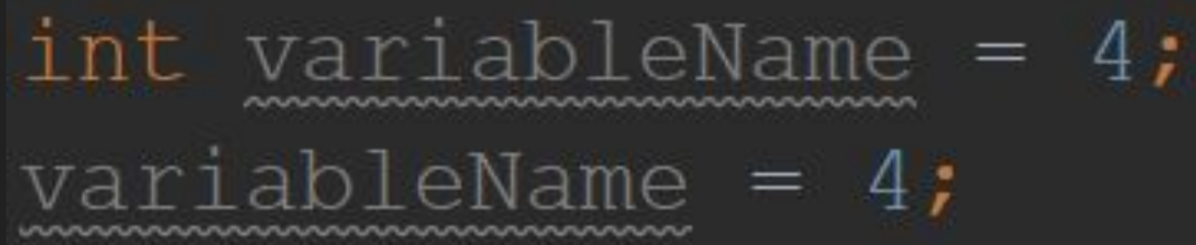 int variableName = 4;
variableName = 4;